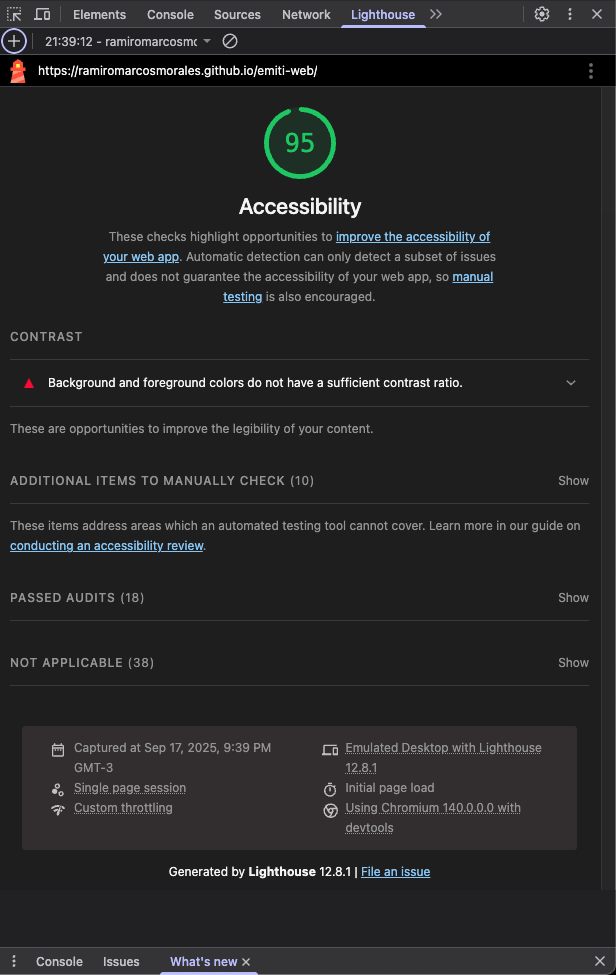 Elements Console Sources Network Lighthouse
21:39:12 - ramiromarcosmo
https://ramiromarcosmorales.github.io/emiti-web/
95
Accessibility
These checks highlight opportunities to improve the accessibility of
your web app. Automatic detection can only detect a subset of issues
and does not guarantee the accessibility of your web app, so manual
testing is also encouraged.
CONTRAST
Background and foreground colors do not have a sufficient contrast ratio.
These are opportunities to improve the legibility of your content.
ADDITIONAL ITEMS TO MANUALLY CHECK (10) Show
These items address areas which an automated testing tool cannot cover. Learn more in our guide on
conducting an accessibility review.
PASSED AUDITS (18) Show
NOT APPLICABLE (38) Show
Captured at Sep 17, 2025, 9:39 PM
GMT-3
Single page session
Custom throttling
Emulated Desktop with Lighthouse
12.8.1
Initial page load
Using Chromium 140.0.0.0 with
devtools
Generated by Lighthouse 12.8.1 | File an issue
Console Issues What's new